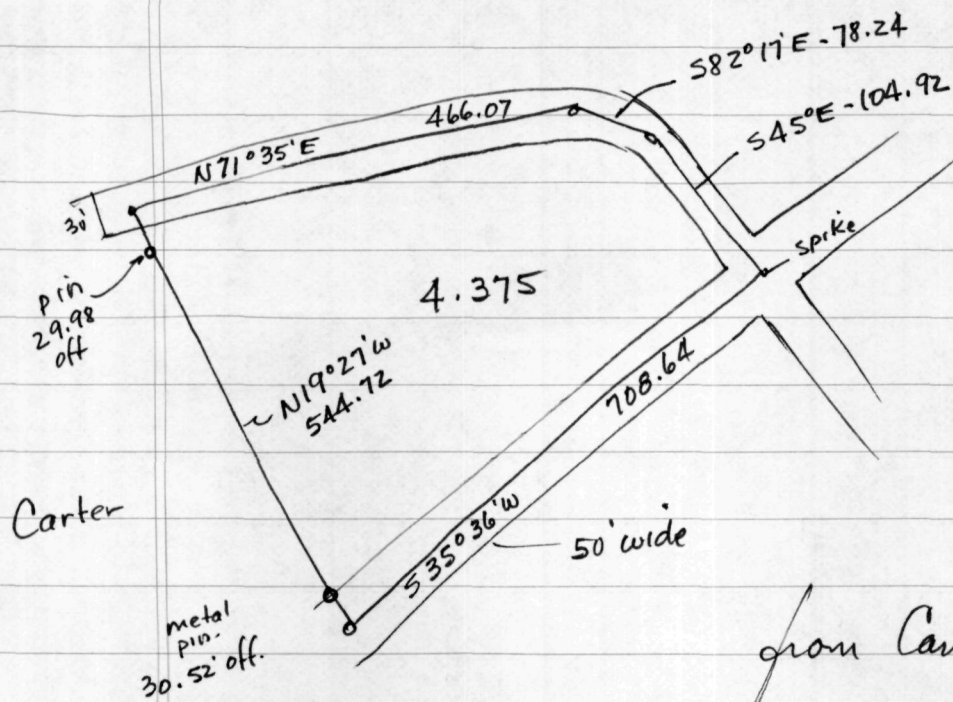 S82°17'E - 78.24
466.07
S45°E - 104.92
N71°35'E
30'
spike
pin
29.98
off
4.375
N19°27'W
544.72
708.64
Carter
S35°36'W
50' wide
metal
pin.
30.52' off.
from